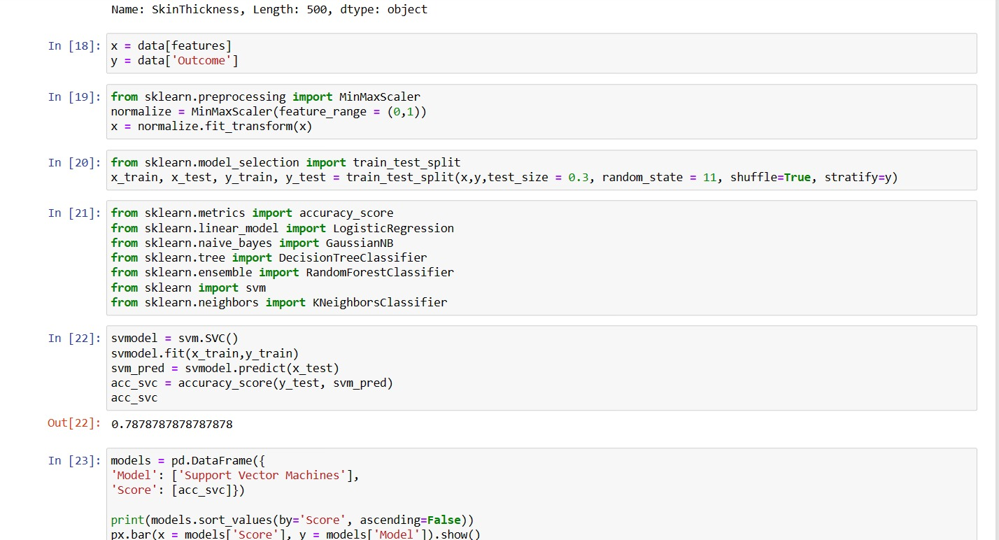 Name: SkinThickness, Length: 500, dtype: object
In [18]: x = data[features]
y = data['Outcome']
In [19]: from sklearn.preprocessing import MinMaxScaler
normalize = MinMaxScaler(feature_range = (0,1))
x = normalize.fit_transform(x)
In [20]: from sklearn.model_selection import train_test_split
x_train, x_test, y_train, y_test = train_test_split(x,y,test_size = 0.3, random_state = 11, shuffle=True, stratify=y)
In [21]: from sklearn.metrics import accuracy_score
from sklearn.linear_model import LogisticRegression
from sklearn.naive_bayes import GaussianNB
from sklearn.tree import DecisionTreeClassifier
from sklearn.ensemble import RandomForestClassifier
from sklearn import svm
from sklearn.neighbors import KNeighborsClassifier
In [22]: svmodel = svm.SVC()
svmodel.fit(x_train,y_train)
svm_pred = svmodel.predict(x_test)
acc_svc = accuracy_score(y_test, svm_pred)
acc_svc
Out[22]: 0.7878787878787878
In [23]: models = pd.DataFrame({
'Model': ['Support Vector Machines'],
'Score': [acc_svc]})
print(models.sort_values(by='Score', ascending=False))
px.bar(x = models['Score'], y = models['Model']).show()